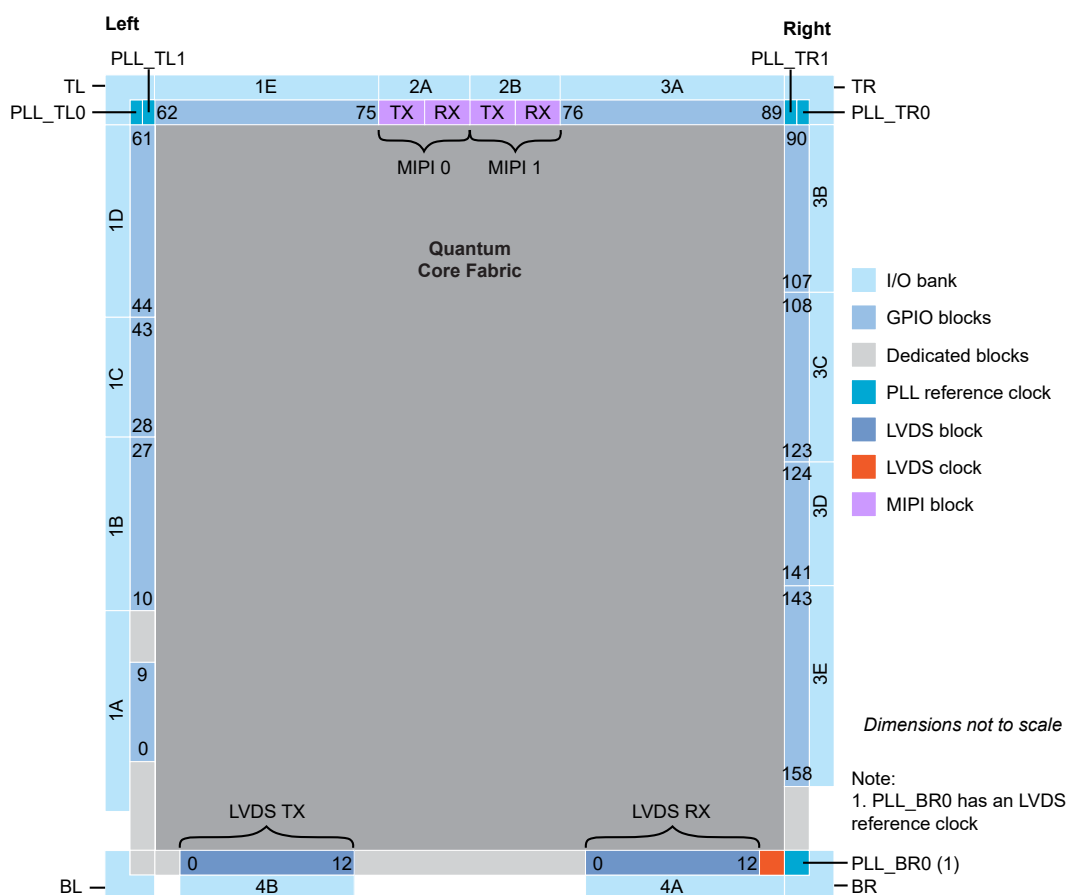 Left
Right
PLL_TL1
PLL_TR1
TL
1E
2A
2B
3A
TR
PLL_TL0
62
75
TX
RX
TX
RX
76
89
PLL_TR0
61
90
MIPI 0
MIPI 1
1D
3B
Quantum
Core Fabric
107
I/O bank
44
108
43
GPIO blocks
1C
3C
Dedicated blocks
PLL reference clock
28
LVDS block
27
123
LVDS clock
124
1B
3D
MIPI block
141
10
143
9
3E
1A
0
Dimensions not to scale
158
Note:
1. PLL_BR0 has an LVDS
reference clock
LVDS TX
LVDS RX
0
12
0
12
PLL_BR0 (1)
BL
4B
4A
BR